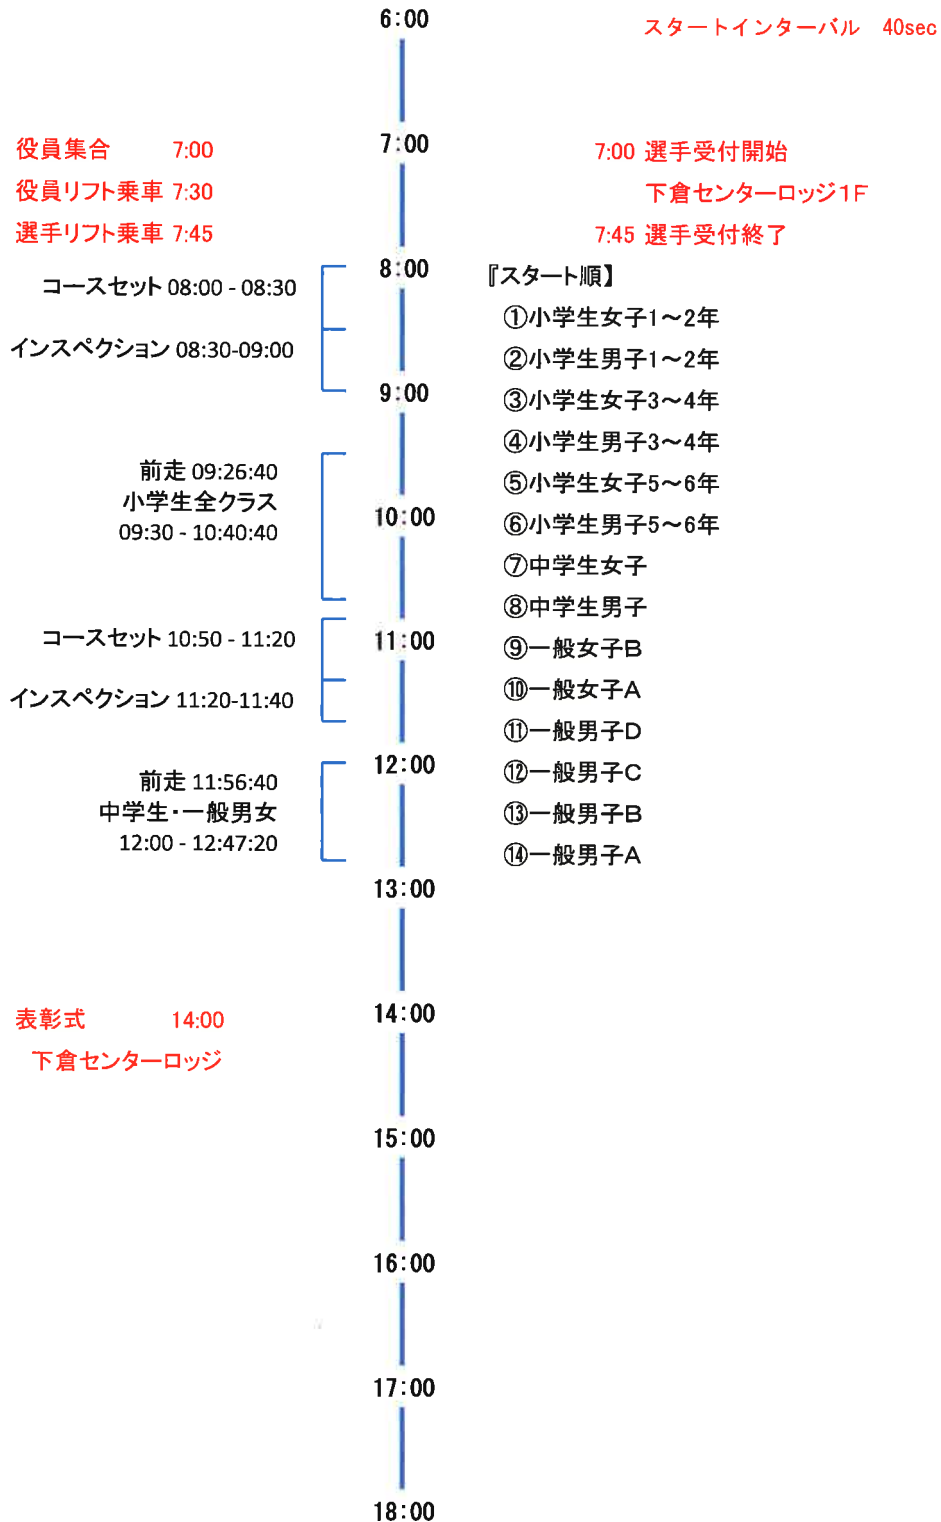 6:00
スタートインターバル 40sec
役員集合 7:00
7:00
7:00 選手受付開始
役員リフト乗車 7:30
下倉センターロッジ1F
選手リフト乗車 7:45
7:45 選手受付終了
コースセット 08:00 - 08:30
8:00
『スタート順】
①小学生女子1～2年
インスペクション 08:30-09:00
②小学生男子1～2年
9:00
③小学生女子3～4年
④小学生男子3～4年
前走 09:26:40
⑤小学生女子5～6年
小学生全クラス
10:00
⑥小学生男子5～6年
09:30 - 10:40:40
⑦中学生女子
⑧中学生男子
コースセット 10:50 - 11:20
11:00
⑨一般女子B
インスペクション 11:20-11:40
⑩一般女子A
⑪一般男子D
12:00
⑫一般男子C
前走 11:56:40
中学生・一般男女
⑬一般男子B
12:00 - 12:47:20
⑭一般男子A
13:00
表彰式 14:00
14:00
下倉センターロッジ
15:00
16:00
17:00
18:00